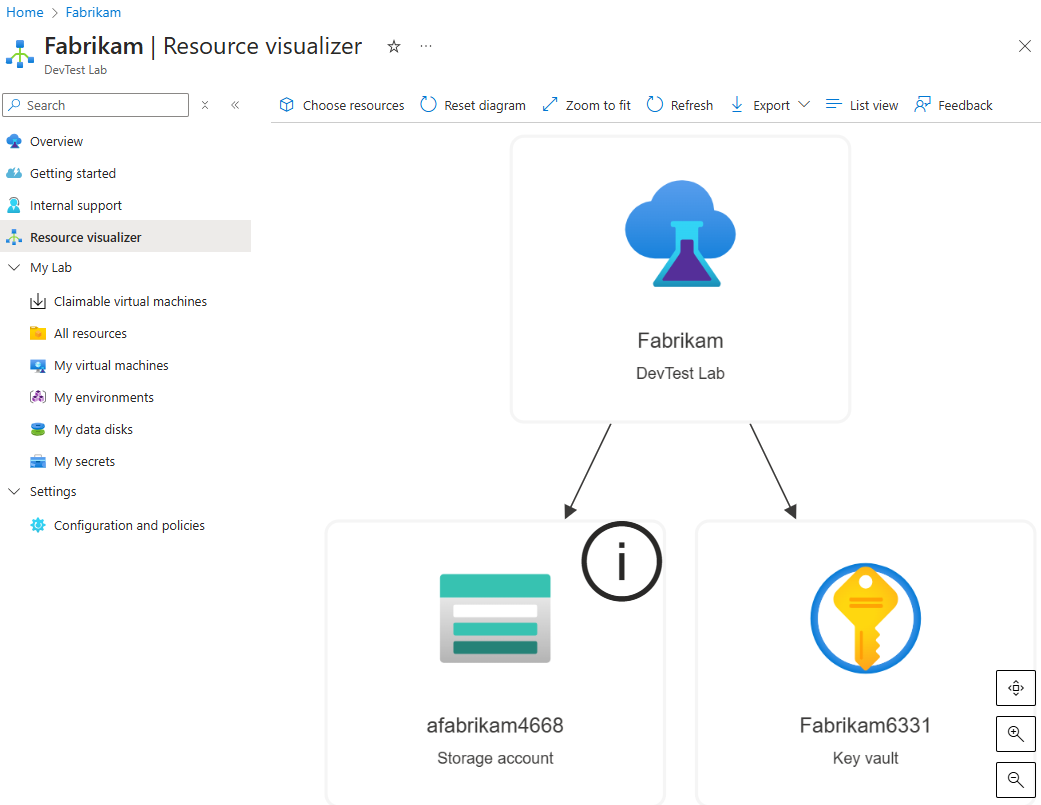 Home > Fabrikam
Fabrikam | Resource visualizer
DevTest Lab
Search
Choose resources Reset diagram Zoom to fit Refresh Export List view Feedback
Overview
Getting started
Internal support
Resource visualizer
My Lab
Claimable virtual machines
All resources
My virtual machines
My environments
My data disks
My secrets
Settings
Configuration and policies
Fabrikam
DevTest Lab
i
afabrikam4668
Storage account
Fabrikam6331
Key vault